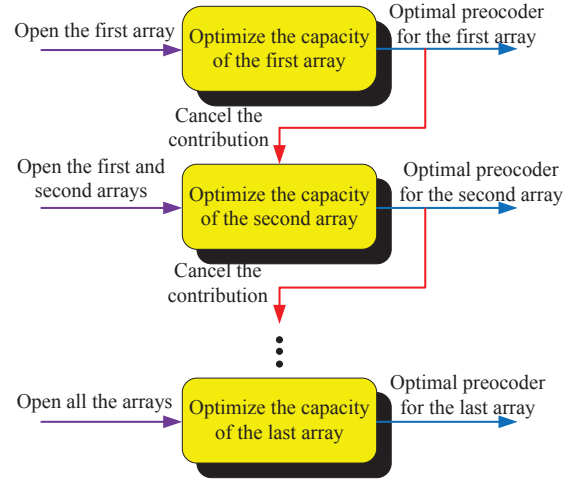 Open the first array
Optimize the capacity
of the first array
Optimal preocoder
for the first array
Cancel the
contribution
Open the first and
second arrays
Optimize the capacity
of the second array
Optimal preocoder
for the second array
Cancel the
contribution
Open all the arrays
Optimize the capacity
of the last array
Optimal preocoder
for the last array